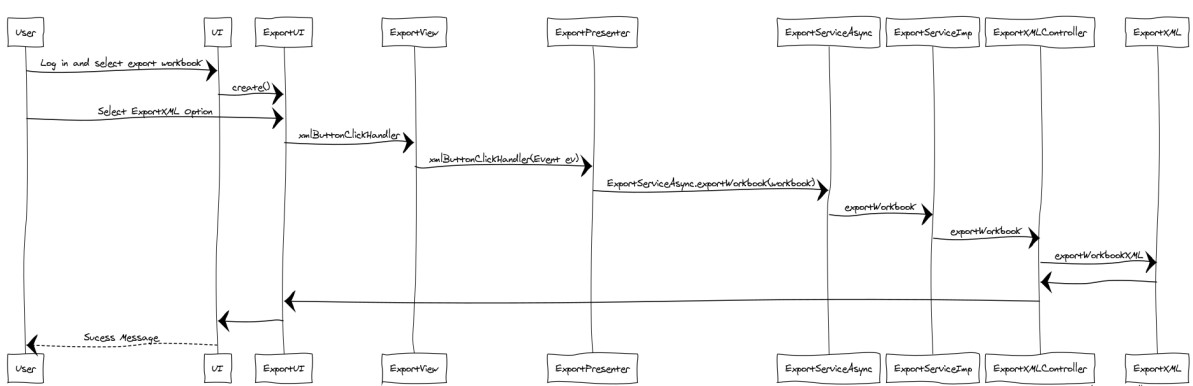 User UI ExportUI ExportView ExportPresenter ExportServiceAsync ExportServiceImp ExportXMLController ExportXML
Log in and select export workbook
create()
Select ExportXML Option
xmlButtonClickHandler
xmlButtonClickHandler(Event ev)
ExportServiceAsync.exportWorkbook(workbook)
exportWorkbook
exportWorkbook
exportWorkbookXML
Sucess Message
User UI ExportUI ExportView ExportPresenter ExportServiceAsync ExportServiceImp ExportXMLController ExportXML